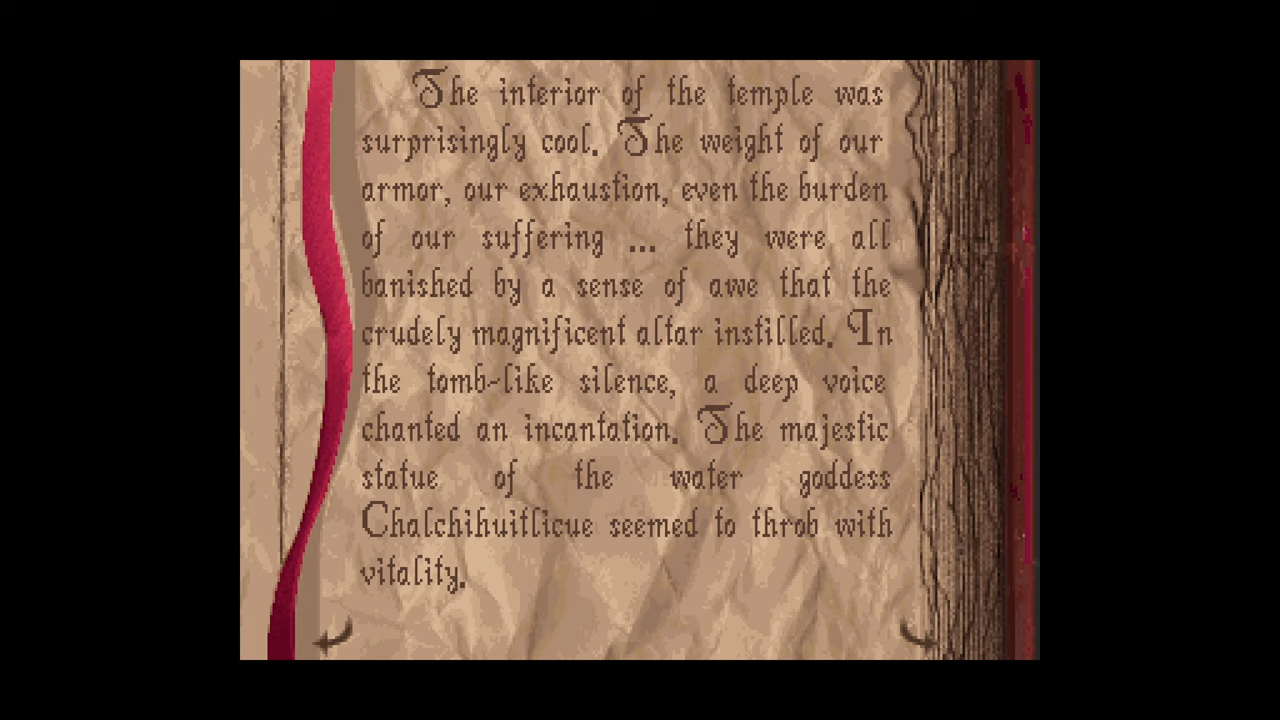 The interior of the temple was
surprisingly cool. The weight of our
armor, our exhaustion, even the burden
of our suffering ... they were all
banished by a sense of awe that the
crudely magnificent altar instilled. In
the tomb-like silence, a deep voice
chanted an incantation. The majestic
statue of the water goddess
Chalchihuitlicue seemed to throb with
vitality.